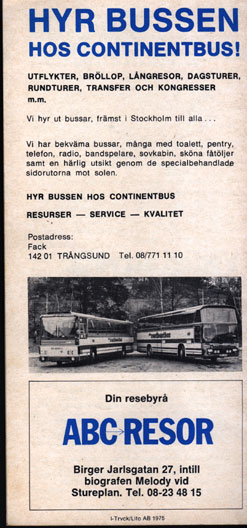 HYR BUSSEN
HOS CONTINENTBUS!
UTFLYKTER, BRÖLLOP, LÅNGRESOR, DAGSTURER,
RUNDTURER, TRANSFER OCH KONGRESSER
m.m.
Vi hyr ut bussar, främst i Stockholm till alla ...
Vi har bekväma bussar, många med toalett, pentry,
telefon, radio, bandspelare, sovkabin, sköna fåtöljer
samt en härlig utsikt genom de specialbehandlade
sidorutorna mot solen.
HYR BUSSEN HOS CONTINENTBUS
RESURSER — SERVICE — KVALITET
Postadress:
Fack
142 01 TRÅNGSUND Tel. 08/771 11 10
Din resebyrå
ABC RESOR
Birger Jarlsgatan 27, intill
biografen Melody vid
Stureplan. Tel. 08-23 48 15
I-Tryck/Lito AB 1975